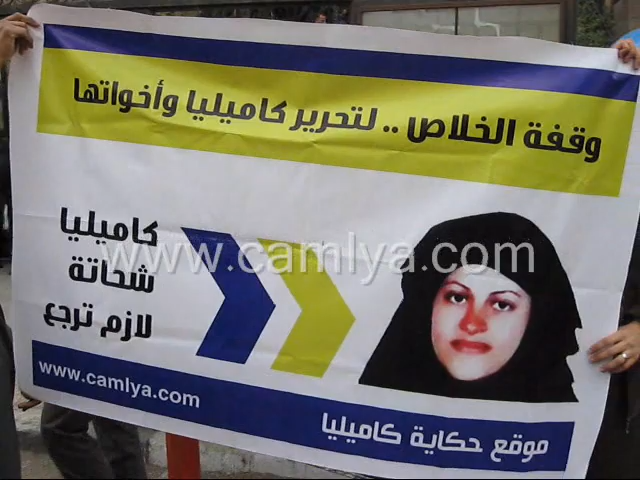 وقفة الخلاص .. لتحرير كاميليا وأخواتها
كاميليا
شحاتة
لازم ترجع
www.camlya.com
www.camlya.com
موقع حكاية كاميليا